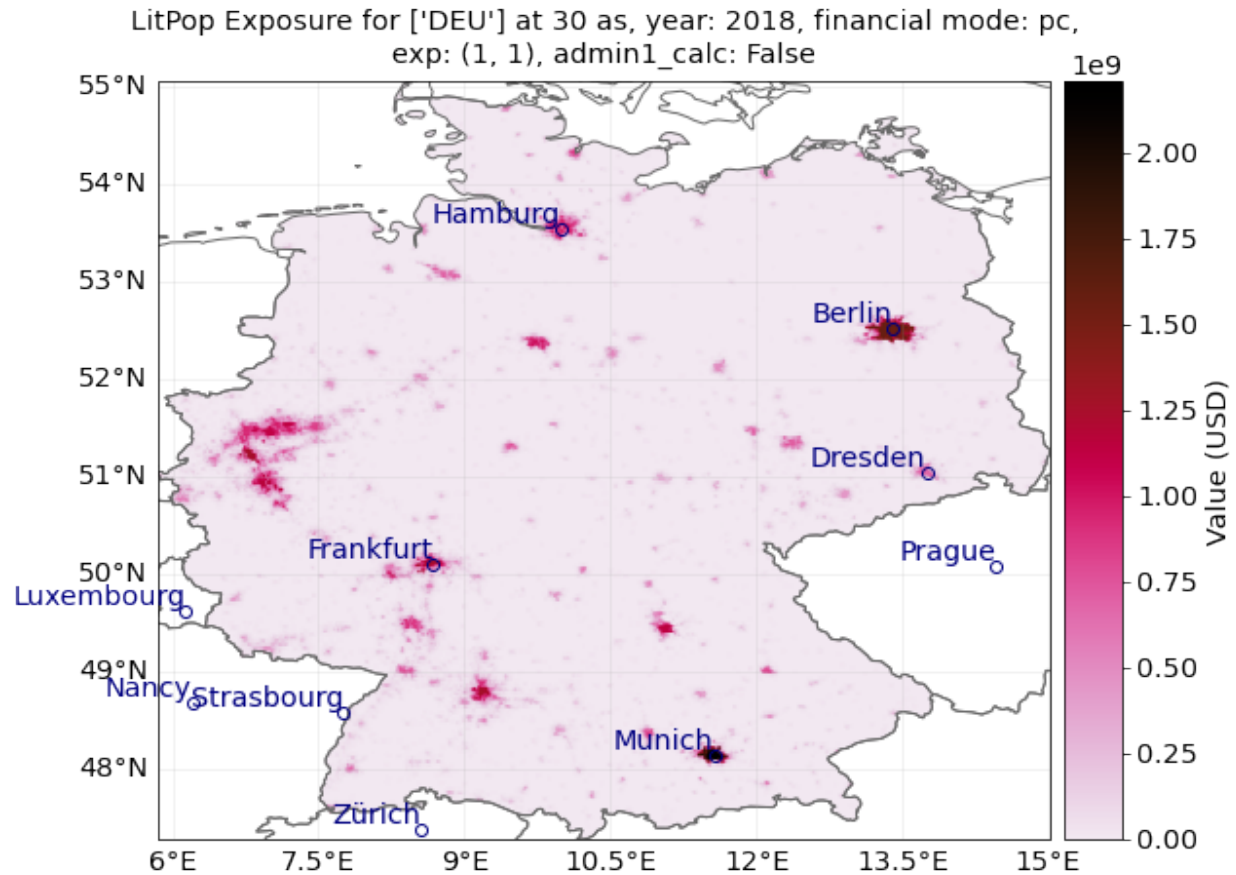 LitPop Exposure for ['DEU'] at 30 as, year: 2018, financial mode: pc,
exp: (1, 1), admin1_calc: False
1e9
55°N
54°N
53°N
52°N
51°N
50°N
49°N
48°N
Hamburg
Berlin
Dresden
Frankfurt
Prague
Luxembourg
Nancy
Strasbourg
Munich
Zürich
6°E
7.5°E
9°E
10.5°E
12°E
13.5°E
15°E
2.00
1.75
1.50
1.25
1.00
0.75
0.50
0.25
0.00
Value (USD)